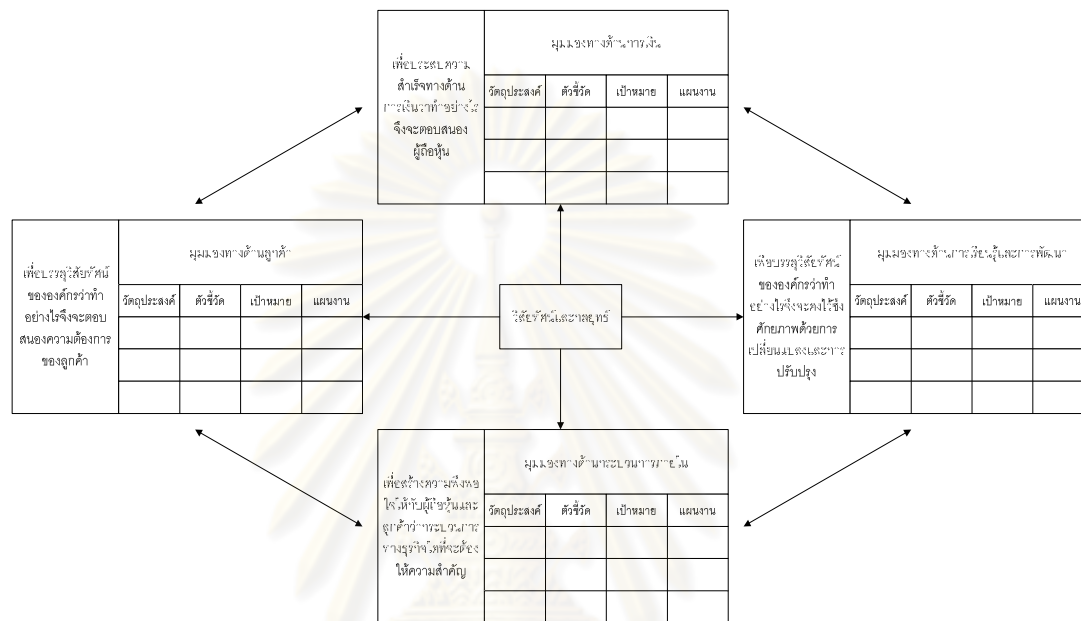 มุมมองทางด้านการเงิน
เพื่อประสบความ
สำเร็จทางด้าน
การเงินว่าทำอย่างไร
จึงจะตอบสนอง
ผู้ถือหุ้น
วัตถุประสงค์ ตัวชี้วัด เป้าหมาย แผนงาน
มุมมองทางด้านลูกค้า
เพื่อบรรลุวิสัยทัศน์
ขององค์กรว่าทำ
อย่างไรจึงจะตอบ
สนองความต้องการ
ของลูกค้า
วัตถุประสงค์ ตัวชี้วัด เป้าหมาย แผนงาน
วิสัยทัศน์และกลยุทธ์
มุมมองทางด้านการเรียนรู้และการพัฒนา
เพื่อบรรลุวิสัยทัศน์
ขององค์กรว่าทำ
อย่างไรจึงจะคงไว้ซึ่ง
ศักยภาพด้วยการ
เปลี่ยนแปลงและการ
ปรับปรุง
วัตถุประสงค์ ตัวชี้วัด เป้าหมาย แผนงาน
มุมมองทางด้านกระบวนการภายใน
เพื่อสร้างความพึงพอ
ใจให้กับผู้ถือหุ้นและ
ลูกค้าว่ากระบวนการ
ทางธุรกิจใดที่จะต้อง
ให้ความสำคัญ
วัตถุประสงค์ ตัวชี้วัด เป้าหมาย แผนงาน